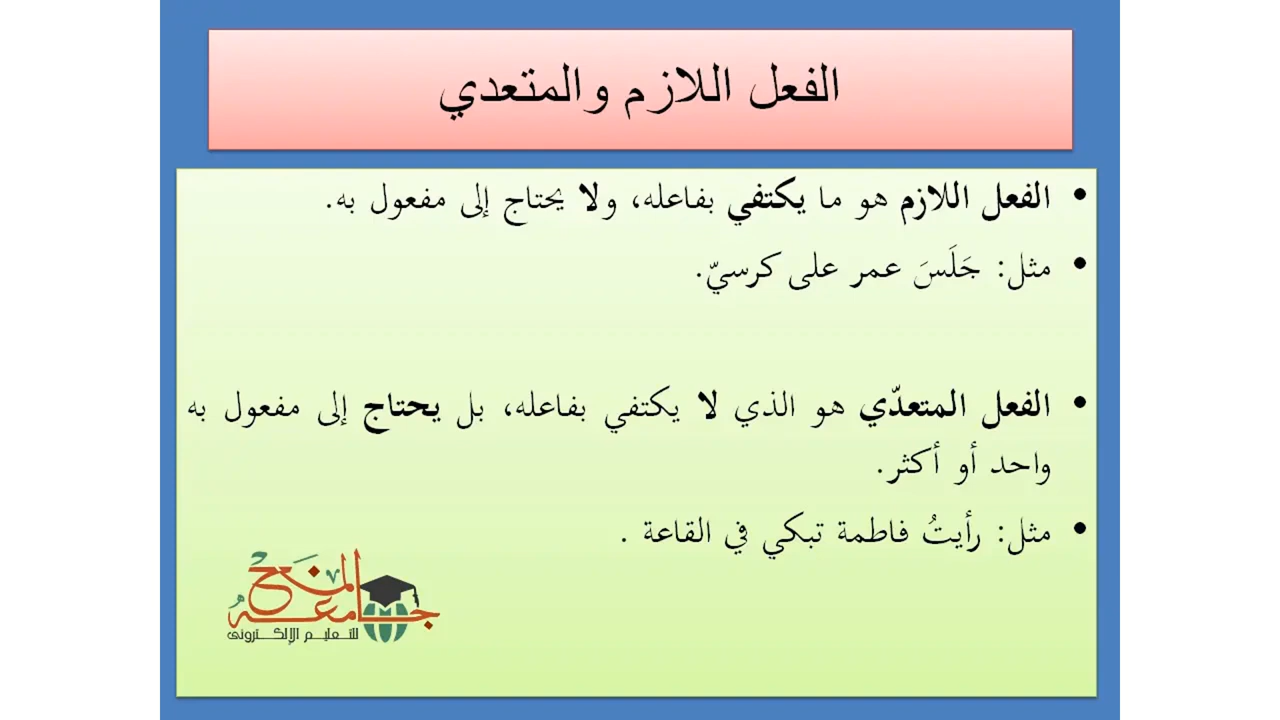 الفعل اللازم والمتعدي
• الفعل اللازم هو ما يكتفي بفاعله، ولا يحتاج إلى مفعول به.
• مثل: جَلَسَ عمر على كرسيّ.
• الفعل المتعدّي هو الذي لا يكتفي بفاعله، بل يحتاج إلى مفعول به
واحد أو أكثر.
• مثل: رأيتُ فاطمة تبكي في القاعة .
جامعة المنح
للتعليم الإلكترونى